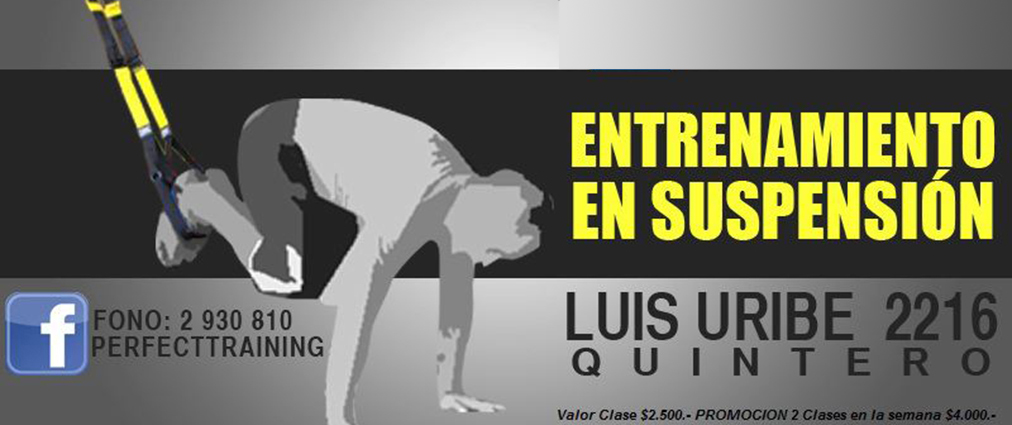 ENTRENAMIENTO
EN SUSPENSIÓN
f
FONO: 2 930 810
PERFECTTRAINING
LUIS URIBE 2216
QUINTERO
Valor Clase $2.500.- PROMOCION 2 Clases en la semana $4.000.-